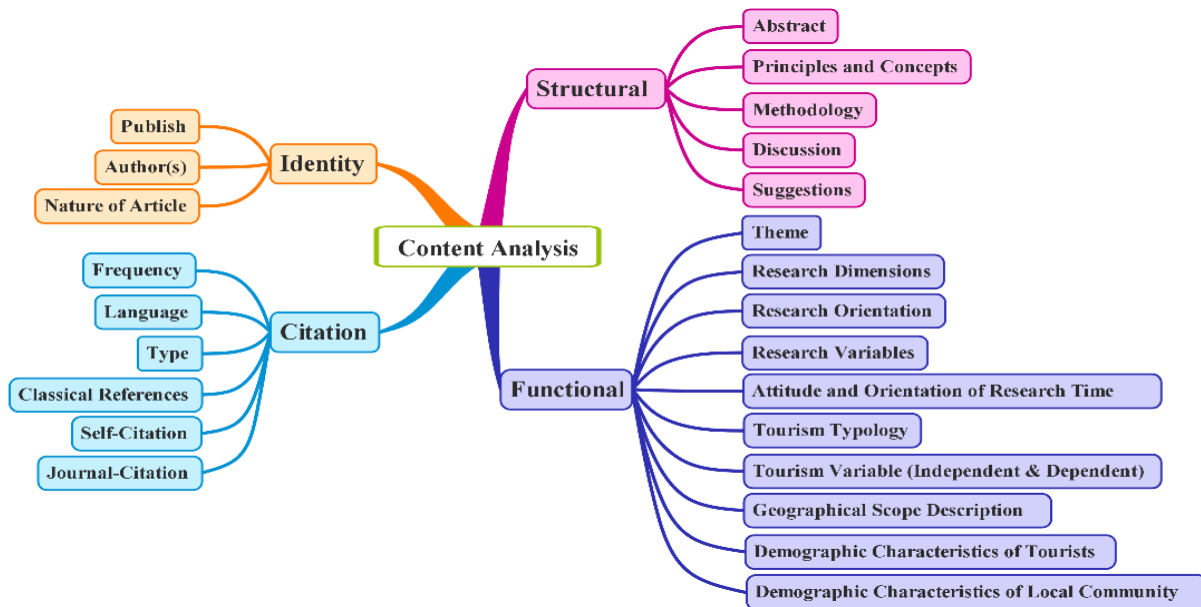 Content Analysis
Identity
Publish
Author(s)
Nature of Article
Citation
Frequency
Language
Type
Classical References
Self-Citation
Journal-Citation
Structural
Abstract
Principles and Concepts
Methodology
Discussion
Suggestions
Functional
Theme
Research Dimensions
Research Orientation
Research Variables
Attitude and Orientation of Research Time
Tourism Typology
Tourism Variable (Independent & Dependent)
Geographical Scope Description
Demographic Characteristics of Tourists
Demographic Characteristics of Local Community